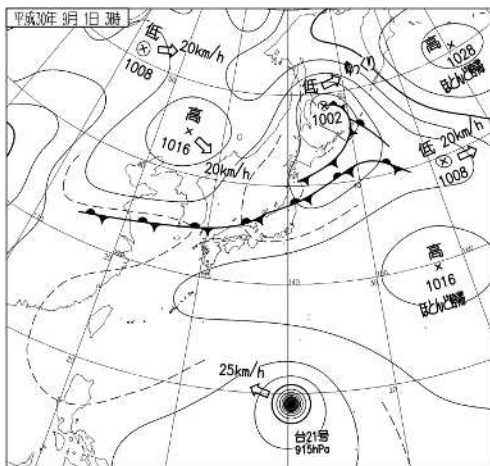 平成30年 9月 1日 3時
低
20km/h
1008
高
1016
20km/h
低
ゆっくり
1002
高
1028
ほとんど停滞
低
20km/h
1008
高
1016
ほとんど停滞
25km/h
台21号
915hPa